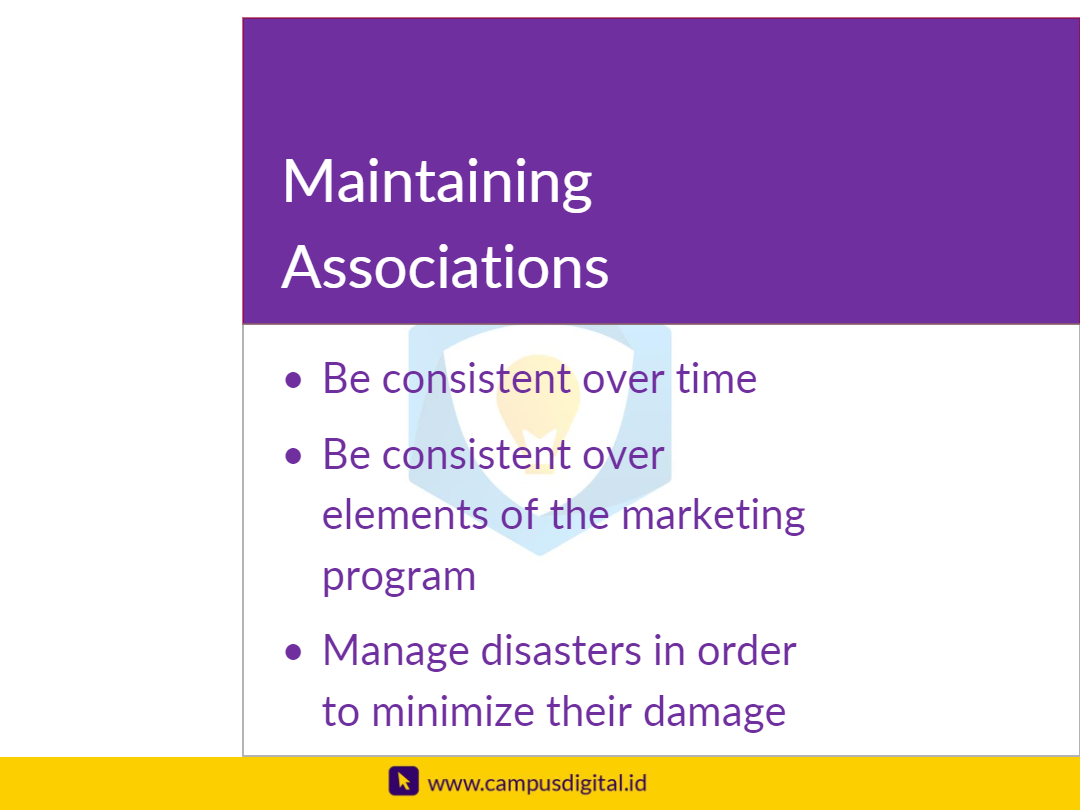 Maintaining
Associations
• Be consistent over time
• Be consistent over
elements of the marketing
program
• Manage disasters in order
to minimize their damage
www.campusdigital.id